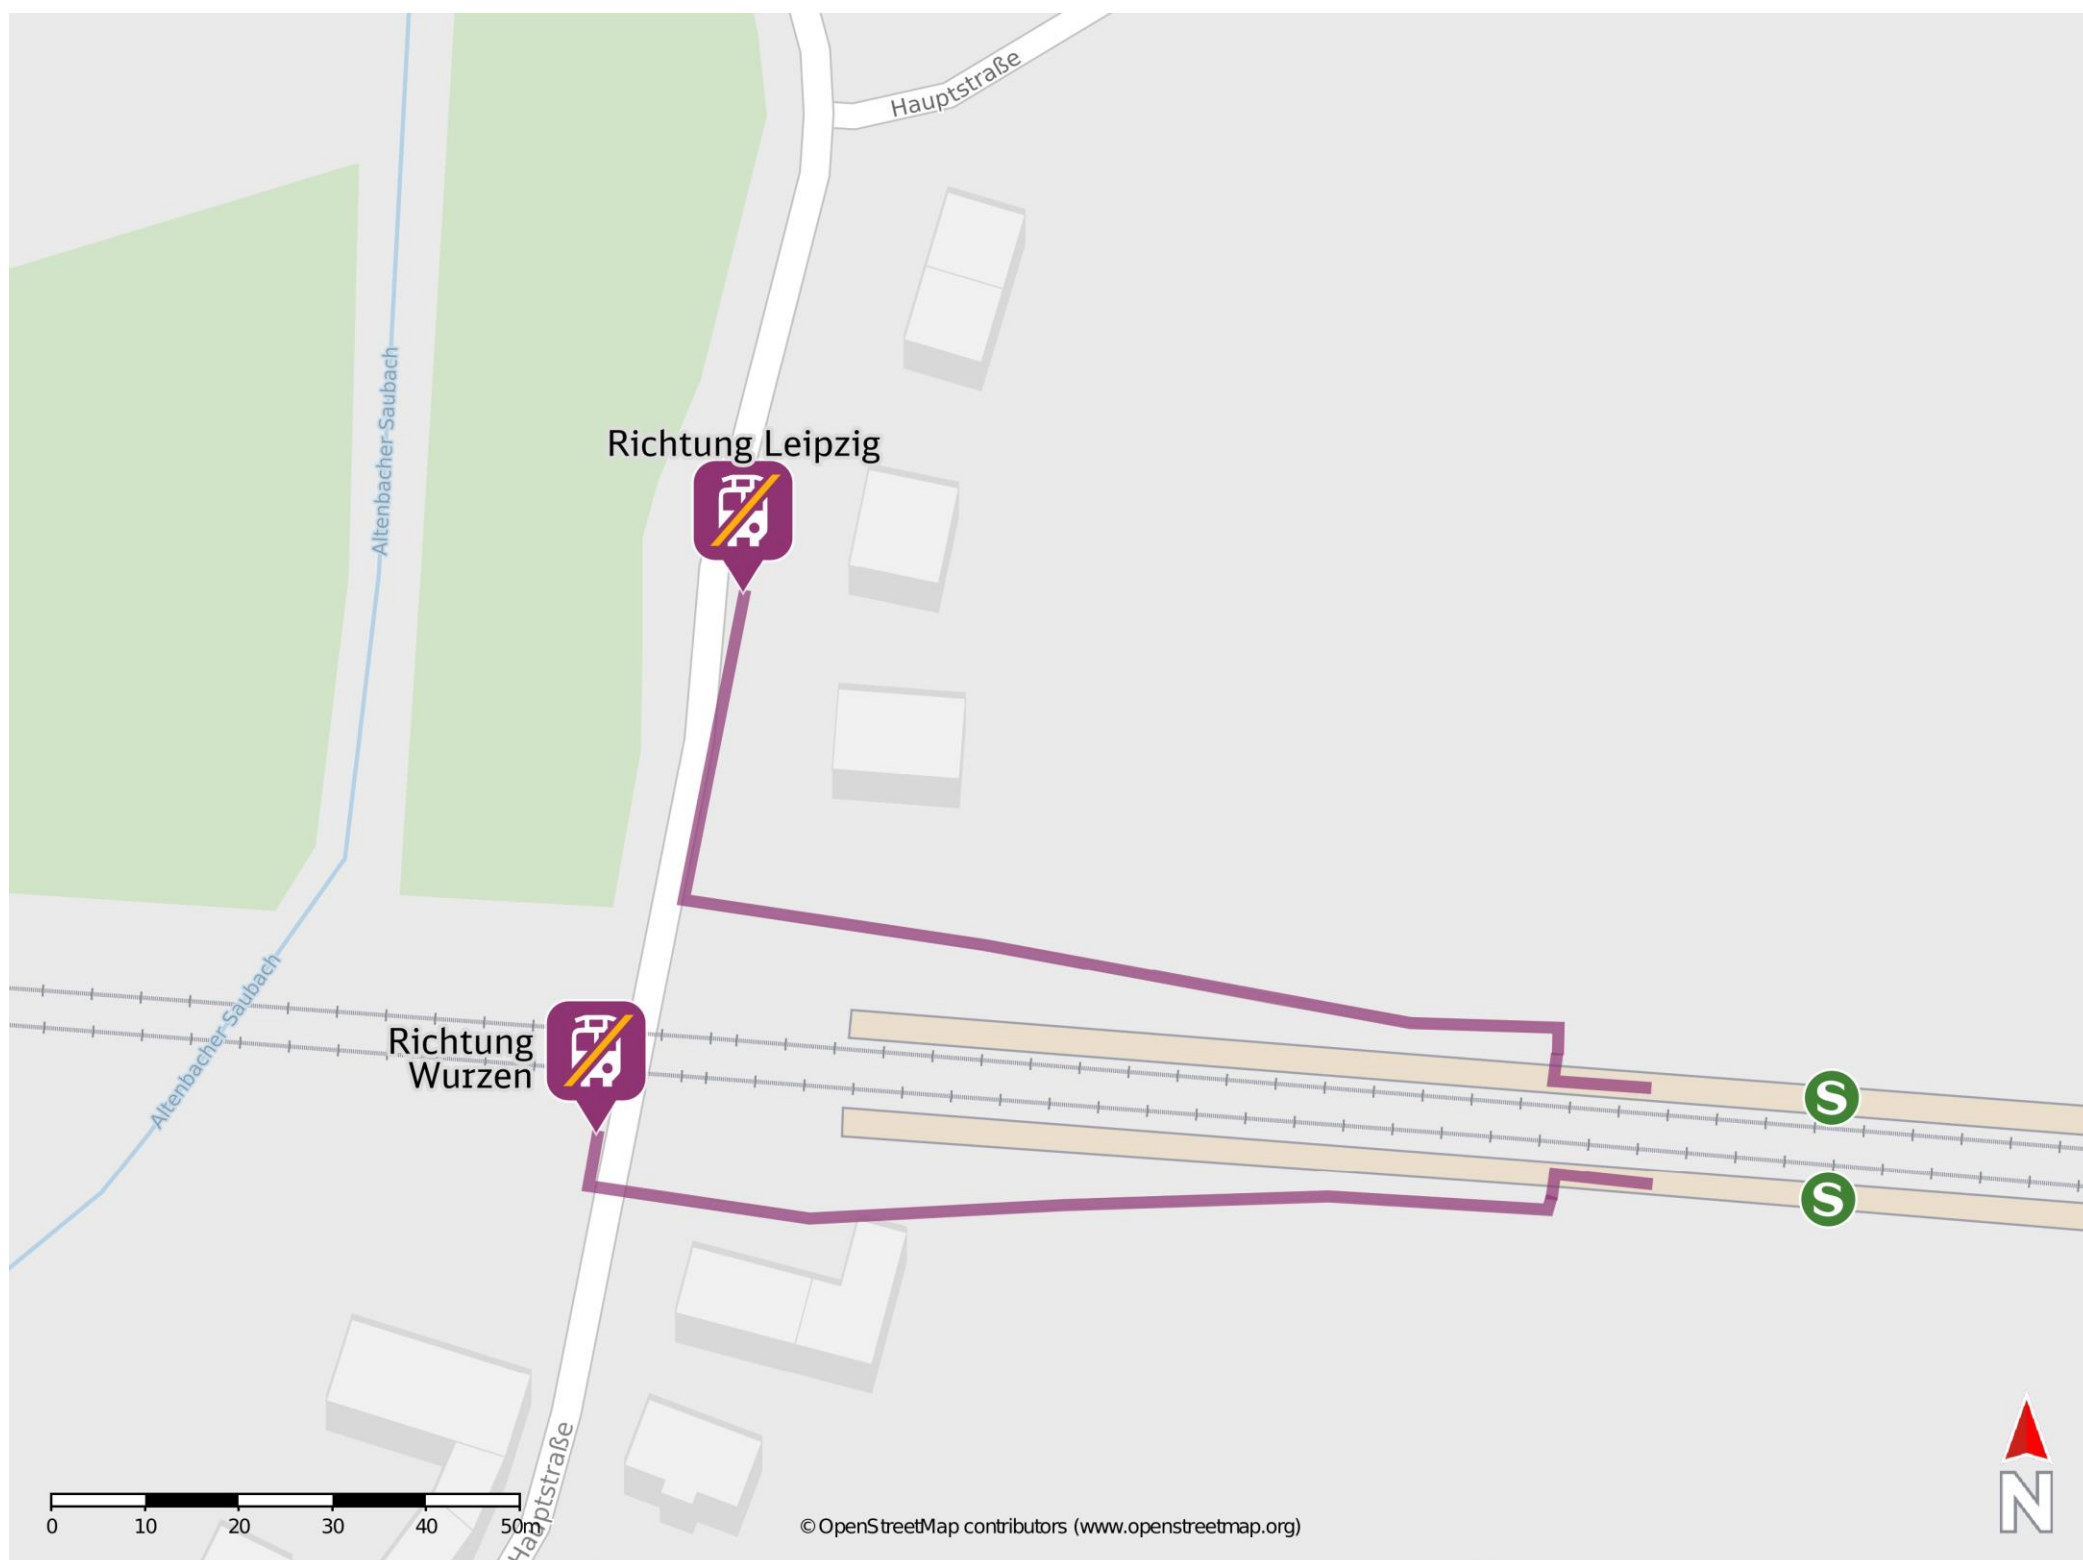 Hauptstraße
Altenbacher-Saubach
Richtung Leipzig
Altenbacher-Saubach
Richtung
Wurzen
S
S
Hauptstraße
0 10 20 30 40 50m
© OpenStreetMap contributors (www.openstreetmap.org)
N